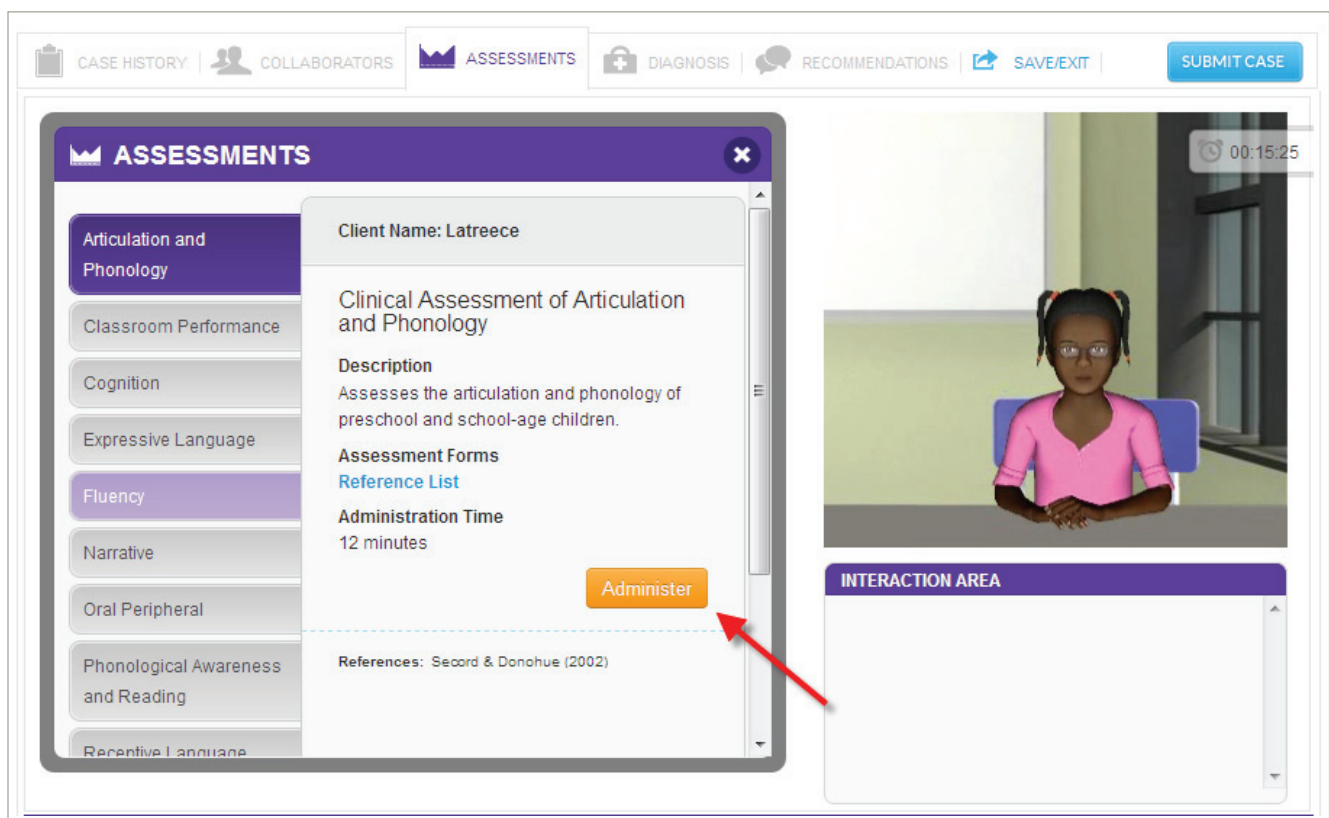 CASE HISTORY COLLABORATORS ASSESSMENTS DIAGNOSIS RECOMMENDATIONS SAVE/EXIT SUBMIT CASE
ASSESSMENTS
00:15:25
Articulation and
Phonology
Classroom Performance
Cognition
Expressive Language
Fluency
Narrative
Oral Peripheral
Phonological Awareness
and Reading
Receptive Language
Client Name: Latreece
Clinical Assessment of Articulation
and Phonology
Description
Assesses the articulation and phonology of
preschool and school-age children.
Assessment Forms
Reference List
Administration Time
12 minutes
Administer
References: Secord & Donohue (2002)
INTERACTION AREA